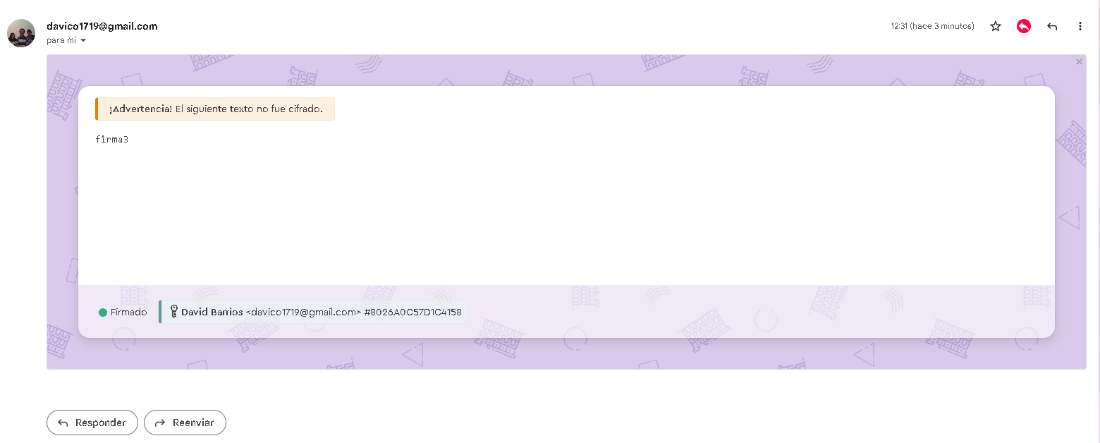 davico1719@gmail.com
12:31 (hace 3 minutos)
para mí
¡Advertencia! El siguiente texto no fue cifrado.
firma3
Firmado
David Barrios <davico1719@gmail.com> #8026A0C57D1C4158
Responder
Reenviar